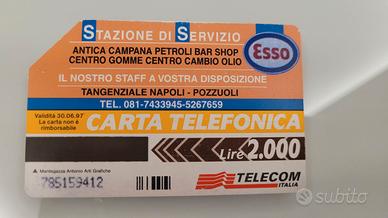 STAZIONE DI SERVIZIO
ANTICA CAMPANA PETROLI BAR SHOP
CENTRO GOMME CENTRO CAMBIO OLIO
Esso
IL NOSTRO STAFF A VOSTRA DISPOSIZIONE
TANGENZIALE NAPOLI - POZZUOLI
TEL. 081-7433945-5267659
Validità 30.06.97
La carta non è
rimborsabile
CARTA TELEFONICA
Lire 2.000
Mantegazza Antonio Arti Grafiche
785159412
TELECOM
ITALIA
subito